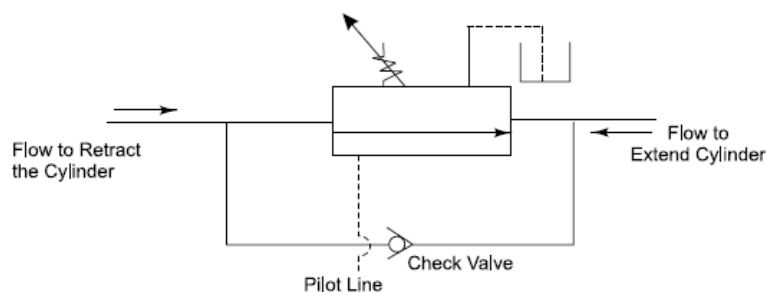 Flow to Retract
the Cylinder
Flow to
Extend Cylinder
Check Valve
Pilot Line